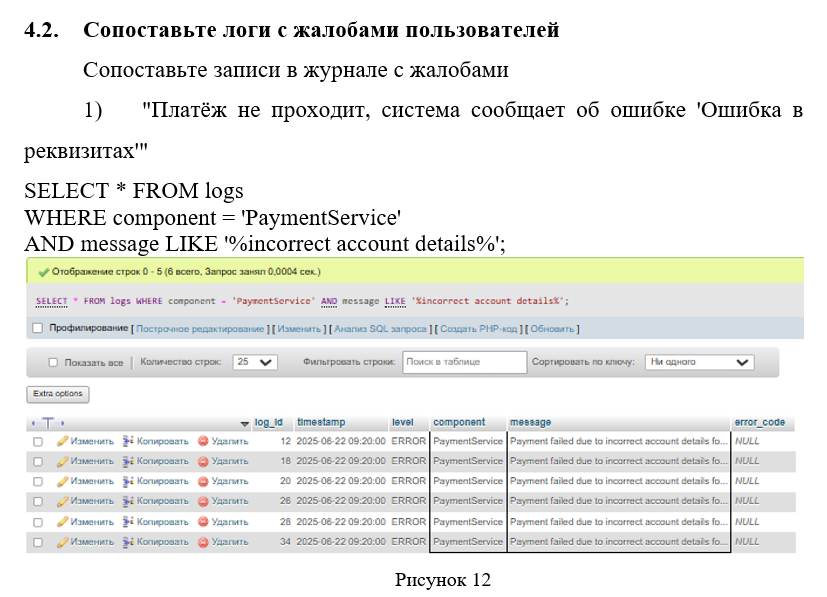 4.2. Сопоставьте логи с жалобами пользователей
Сопоставьте записи в журнале с жалобами
1) "Платёж не проходит, система сообщает об ошибке 'Ошибка в
реквизитах'"
SELECT * FROM logs
WHERE component = 'PaymentService'
AND message LIKE '%incorrect account details%';
Отображение строк 0 - 5 (6 всего, Запрос занял 0,0004 сек.)
SELECT * FROM logs WHERE component = 'PaymentService' AND message LIKE '%incorrect account details%';
Профилирование [ Построчное редактирование ] [ Изменить ] [ Анализ SQL запроса ] [ Создать PHP-код ] [ Обновить ]
Показать все | Количество строк: 25 Фильтровать строки: Поиск в таблице Сортировать по ключу: Ни одного
Extra options
log_id timestamp level component message error_code
Изменить Копировать Удалить 12 2025-06-22 09:20:00 ERROR PaymentService Payment failed due to incorrect account details fo... NULL
Изменить Копировать Удалить 18 2025-06-22 09:20:00 ERROR PaymentService Payment failed due to incorrect account details fo... NULL
Изменить Копировать Удалить 20 2025-06-22 09:20:00 ERROR PaymentService Payment failed due to incorrect account details fo... NULL
Изменить Копировать Удалить 26 2025-06-22 09:20:00 ERROR PaymentService Payment failed due to incorrect account details fo... NULL
Изменить Копировать Удалить 28 2025-06-22 09:20:00 ERROR PaymentService Payment failed due to incorrect account details fo... NULL
Изменить Копировать Удалить 34 2025-06-22 09:20:00 ERROR PaymentService Payment failed due to incorrect account details fo... NULL
Рисунок 12